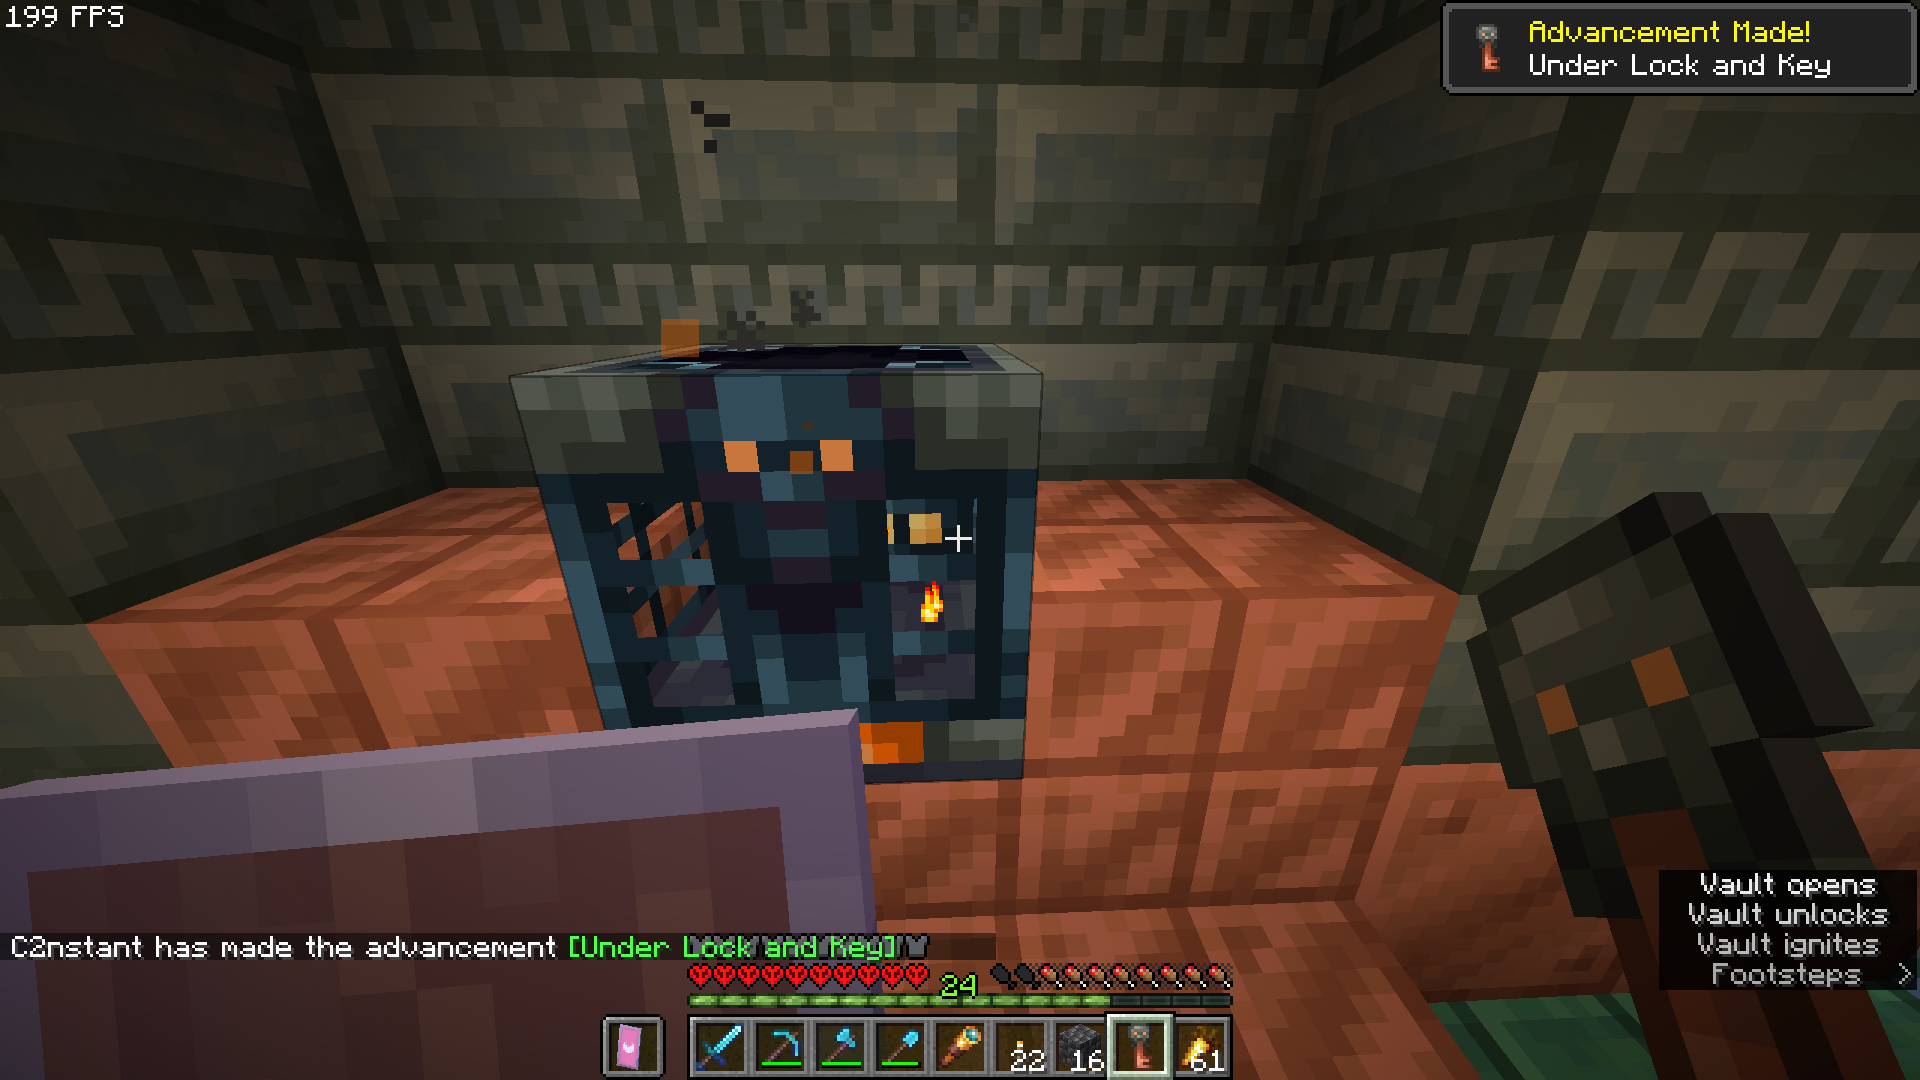 199 FPS
Advancement Made!
Under Lock and Key
Vault opens
Vault unlocks
Vault ignites
Footsteps >
C2nstant has made the advancement [Under Lock and Key]
24
22
16
61